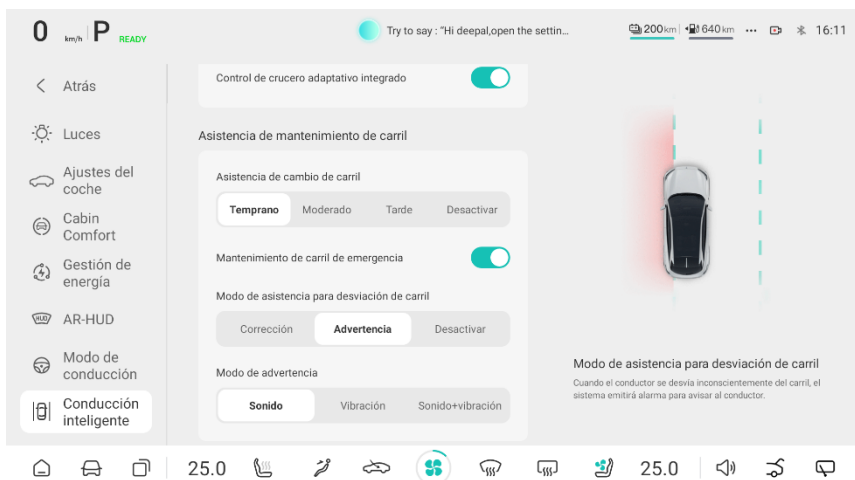 0 km/h P READY
Try to say : “Hi deepal,open the settin...
200km 640 km ... 16:11
Atrás
Luces
Ajustes del
coche
Cabin
Comfort
Gestión de
energía
HUD AR-HUD
Modo de
conducción
Conducción
inteligente
Control de crucero adaptativo integrado
Asistencia de mantenimiento de carril
Asistencia de cambio de carril
Temprano Moderado Tarde Desactivar
Mantenimiento de carril de emergencia
Modo de asistencia para desviación de carril
Corrección Advertencia Desactivar
Modo de advertencia
Sonido Vibración Sonido+vibración
Modo de asistencia para desviación de carril
Cuando el conductor se desvía inconscientemente del carril, el
sistema emitirá alarma para avisar al conductor.
25.0 25.0